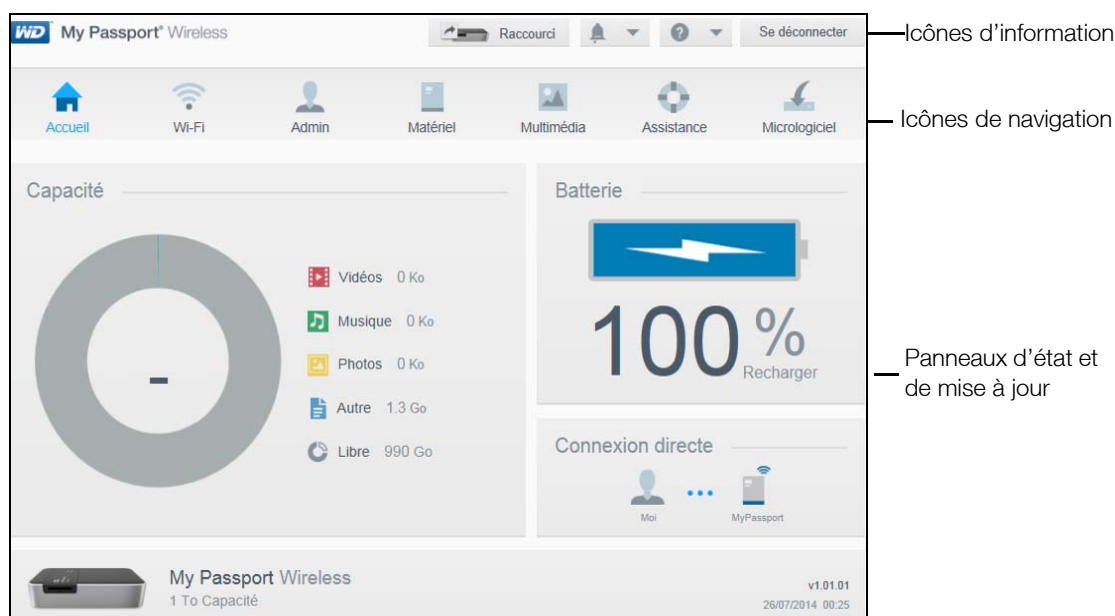 WD My Passport® Wireless
Raccourci
Se déconnecter
Icônes d'information
Accueil
Wi-Fi
Admin
Matériel
Multimédia
Assistance
Micrologiciel
Icônes de navigation
Capacité
Vidéos 0 Ko
Musique 0 Ko
Photos 0 Ko
Autre 1.3 Go
Libre 990 Go
Batterie
100 %
Recharger
Panneaux d'état et
de mise à jour
Connexion directe
Moi
MyPassport
My Passport Wireless
1 To Capacité
v1.01.01
26/07/2014 00:25